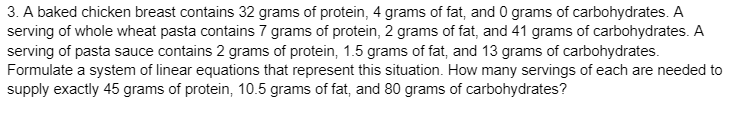 3. A baked chicken breast contains 32 grams of protein, 4 grams of fat, and 0 grams of carbohydrates. A
serving of whole wheat pasta contains 7 grams of protein, 2 grams of fat, and 41 grams of carbohydrates. A
serving of pasta sauce contains 2 grams of protein, 1.5 grams of fat, and 13 grams of carbohydrates.
Formulate a system of linear equations that represent this situation. How many servings of each are needed to
supply exactly 45 grams of protein, 10.5 grams of fat, and 80 grams of carbohydrates?